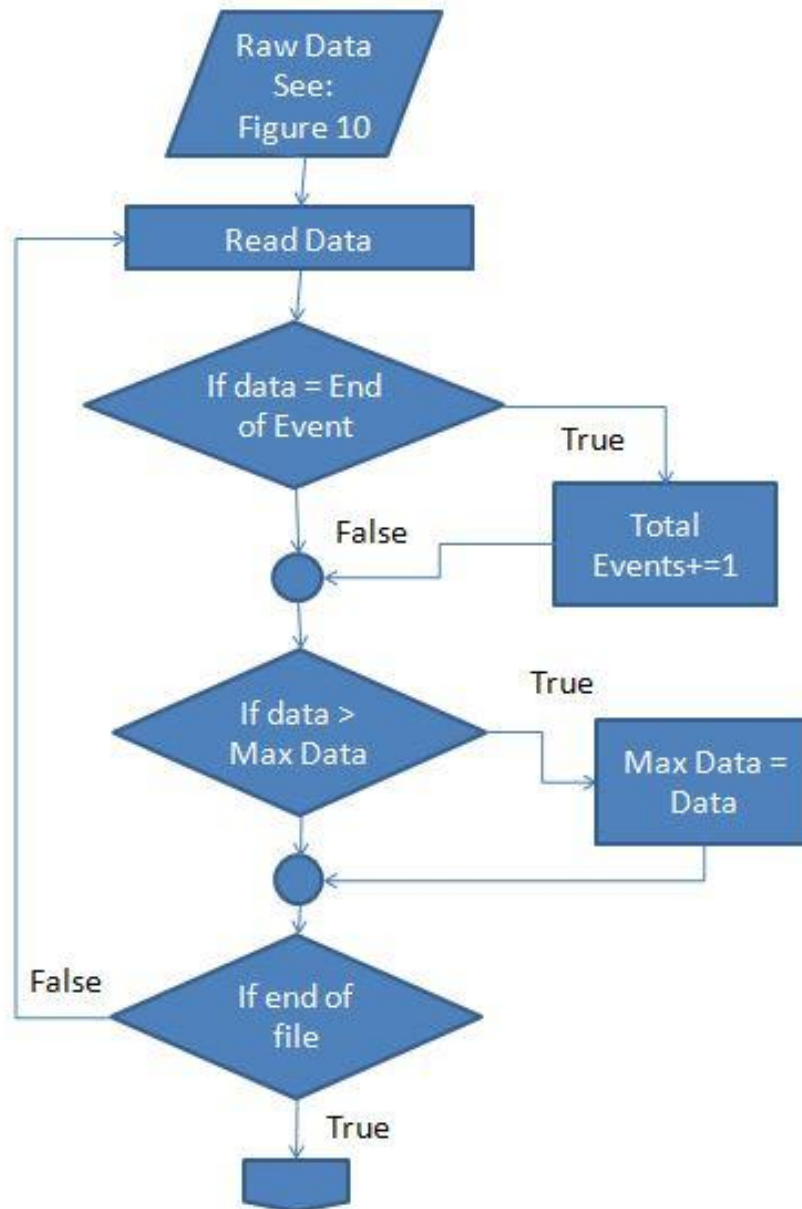 Raw Data
See:
Figure 10
Read Data
If data = End
of Event
True
False
Total
Events+=1
If data >
Max Data
True
Max Data =
Data
False
If end of
file
True